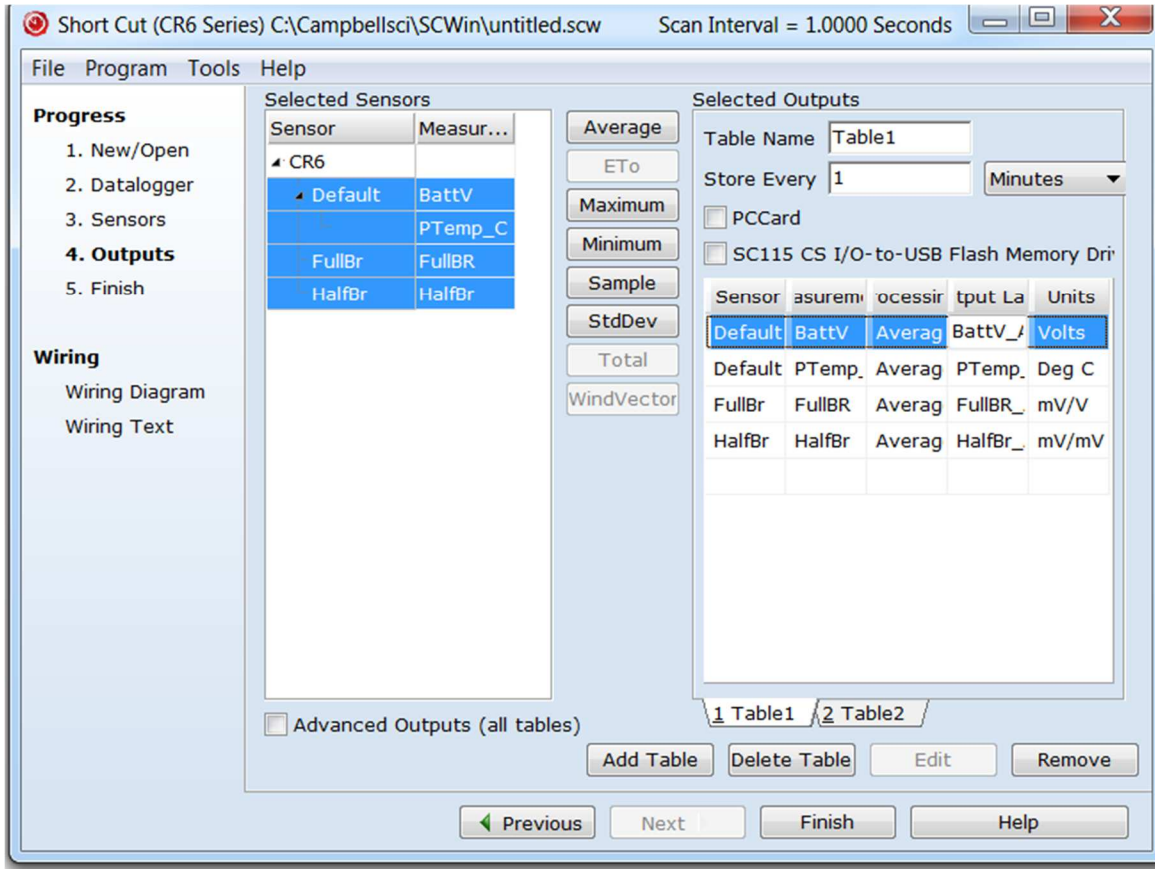 Short Cut (CR6 Series) C:\Campbellsci\SCWin\untitled.scw Scan Interval = 1.0000 Seconds
File Program Tools Help
Progress
1. New/Open
2. Datalogger
3. Sensors
4. Outputs
5. Finish
Wiring
Wiring Diagram
Wiring Text
Selected Sensors
Sensor Measur...
CR6
Default BattV
PTemp_C
FullBr FullBR
HalfBr HalfBr
Advanced Outputs (all tables)
Average
ETo
Maximum
Minimum
Sample
StdDev
Total
WindVector
Selected Outputs
Table Name Table1
Store Every 1 Minutes
PCCard
SC115 CS I/O-to-USB Flash Memory Dri
Sensor asurem ocessir tput La Units
Default BattV Averag BattV_A Volts
Default PTemp_ Averag PTemp_ Deg C
FullBr FullBR Averag FullBR_ mV/V
HalfBr HalfBr Averag HalfBr_ mV/mV
1 Table1 2 Table2
Add Table Delete Table Edit Remove
Previous Next Finish Help